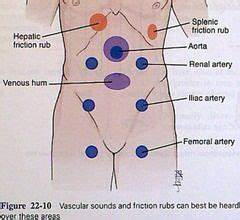 Hepatic
friction rub
Splenic
friction rub
Aorta
Renal artery
Venous hum
Iliac artery
Femoral artery
Figure 22-10 Vascular sounds and friction rubs can best be heard
over these areas